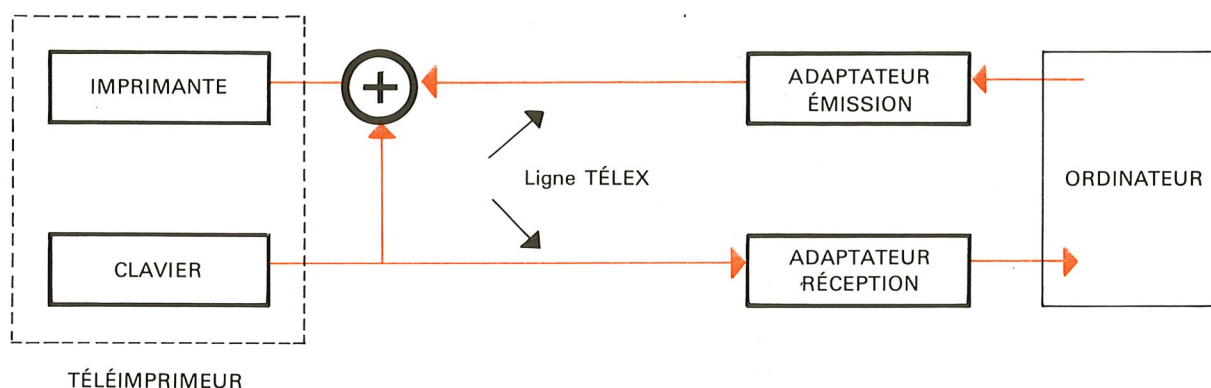 IMPRIMANTE
+
ADAPTATEUR
ÉMISSION
Ligne TÉLEX
ORDINATEUR
CLAVIER
ADAPTATEUR
RÉCEPTION
TÉLÉIMPRIMEUR